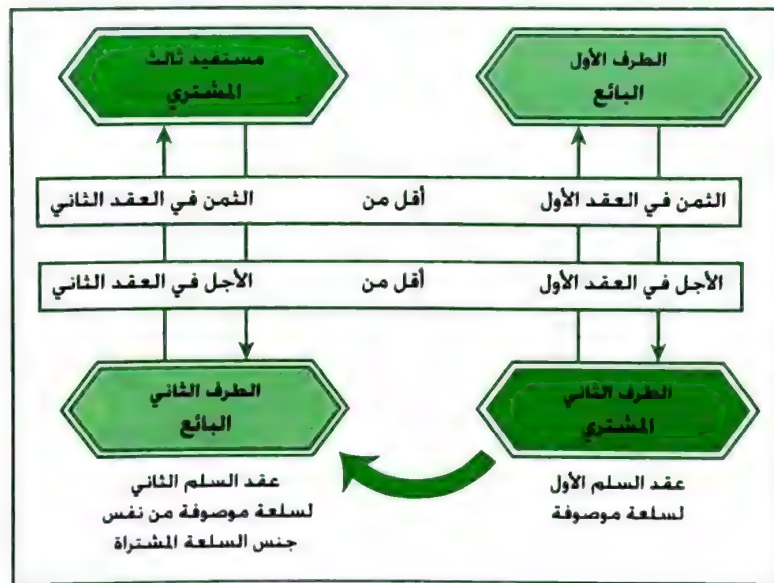 الطرف الأول
البائع
مستفيد ثالث
المشتري
الثمن في العقد الأول أقل من الثمن في العقد الثاني
الأجل في العقد الأول أقل من الأجل في العقد الثاني
الطرف الثاني
المشتري
الطرف الثاني
البائع
عقد السلم الأول
لسلعة موصوفة
عقد السلم الثاني
لسلعة موصوفة من نفس
جنس السلعة المشتراة